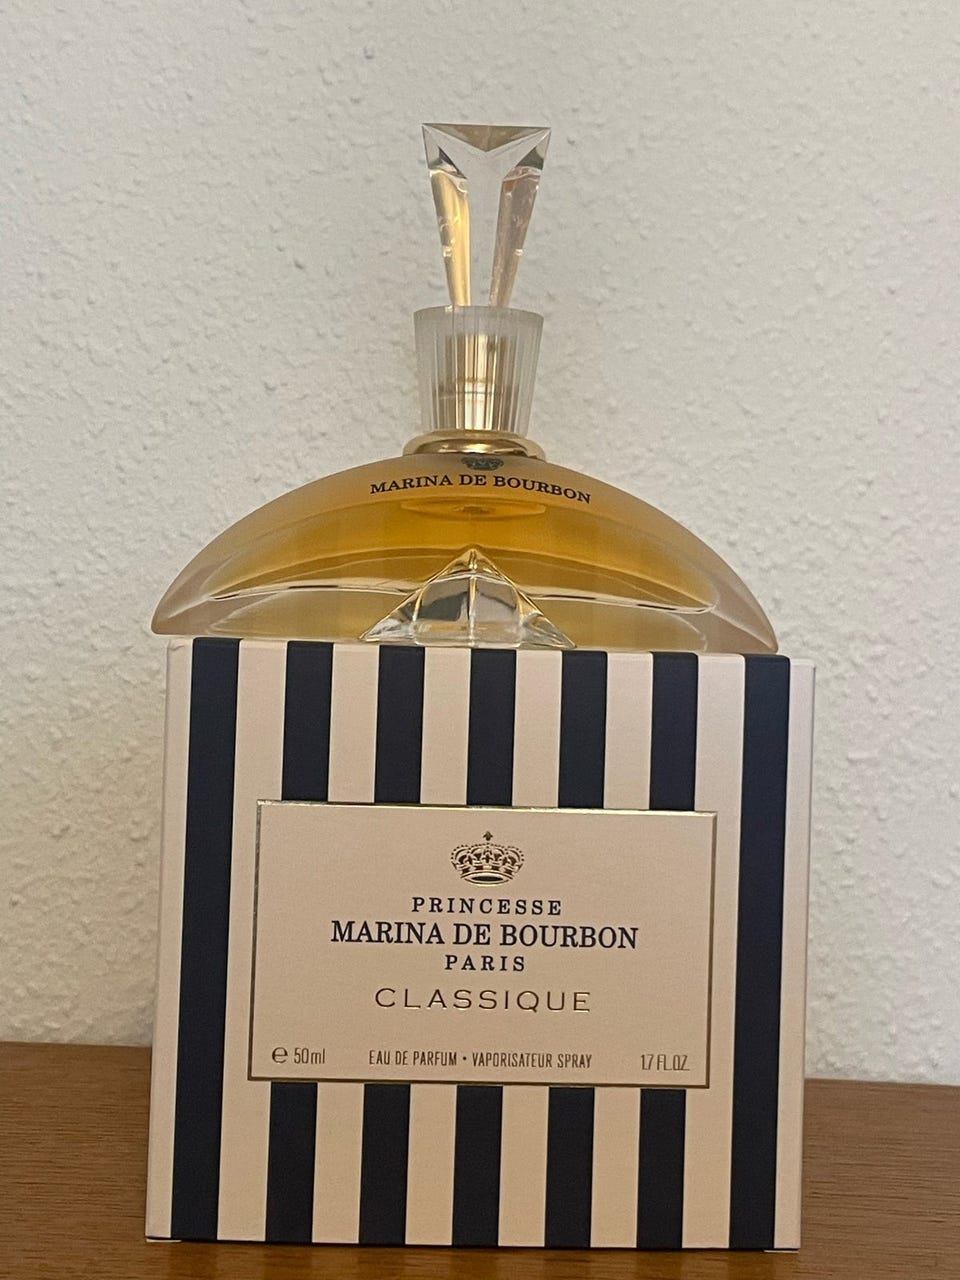 MARINA DE BOURBON
PRINCESSE
MARINA DE BOURBON
PARIS
CLASSIQUE
℮ 50ml EAU DE PARFUM • VAPORISATEUR SPRAY 1.7 FL.OZ.